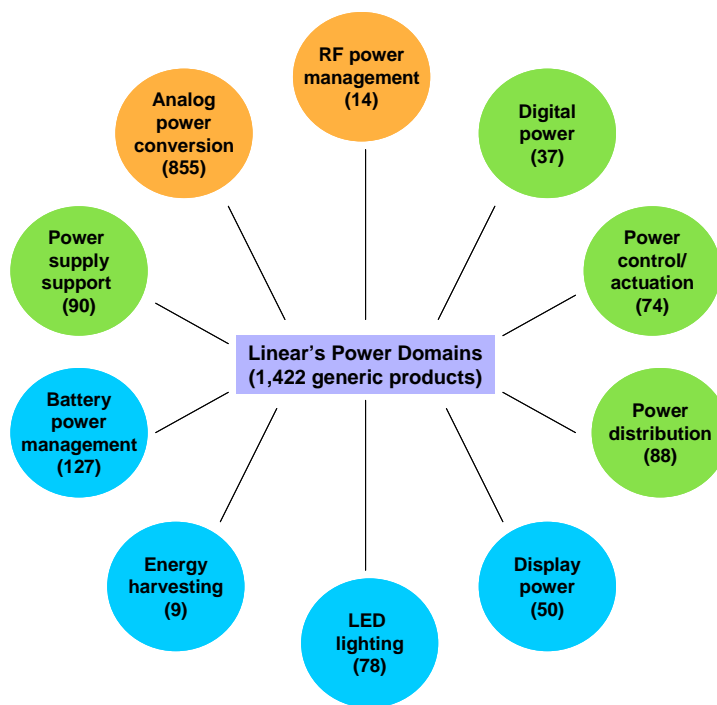 RF power
management
(14)
Analog
power
conversion
(855)
Digital
power
(37)
Power
supply
support
(90)
Power
control/
actuation
(74)
Linear's Power Domains
(1,422 generic products)
Battery
power
management
(127)
Power
distribution
(88)
Energy
harvesting
(9)
Display
power
(50)
LED
lighting
(78)